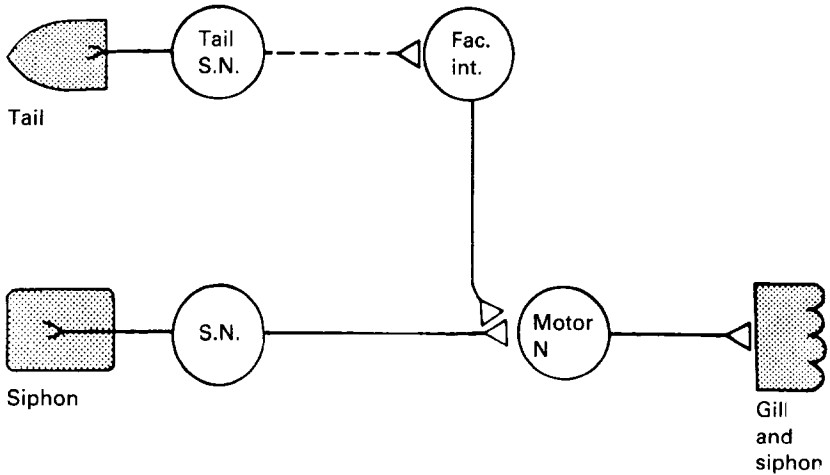 Tail
S.N.
Fac.
int.
Tail
S.N.
Motor
N
Siphon
Gill
and
siphon